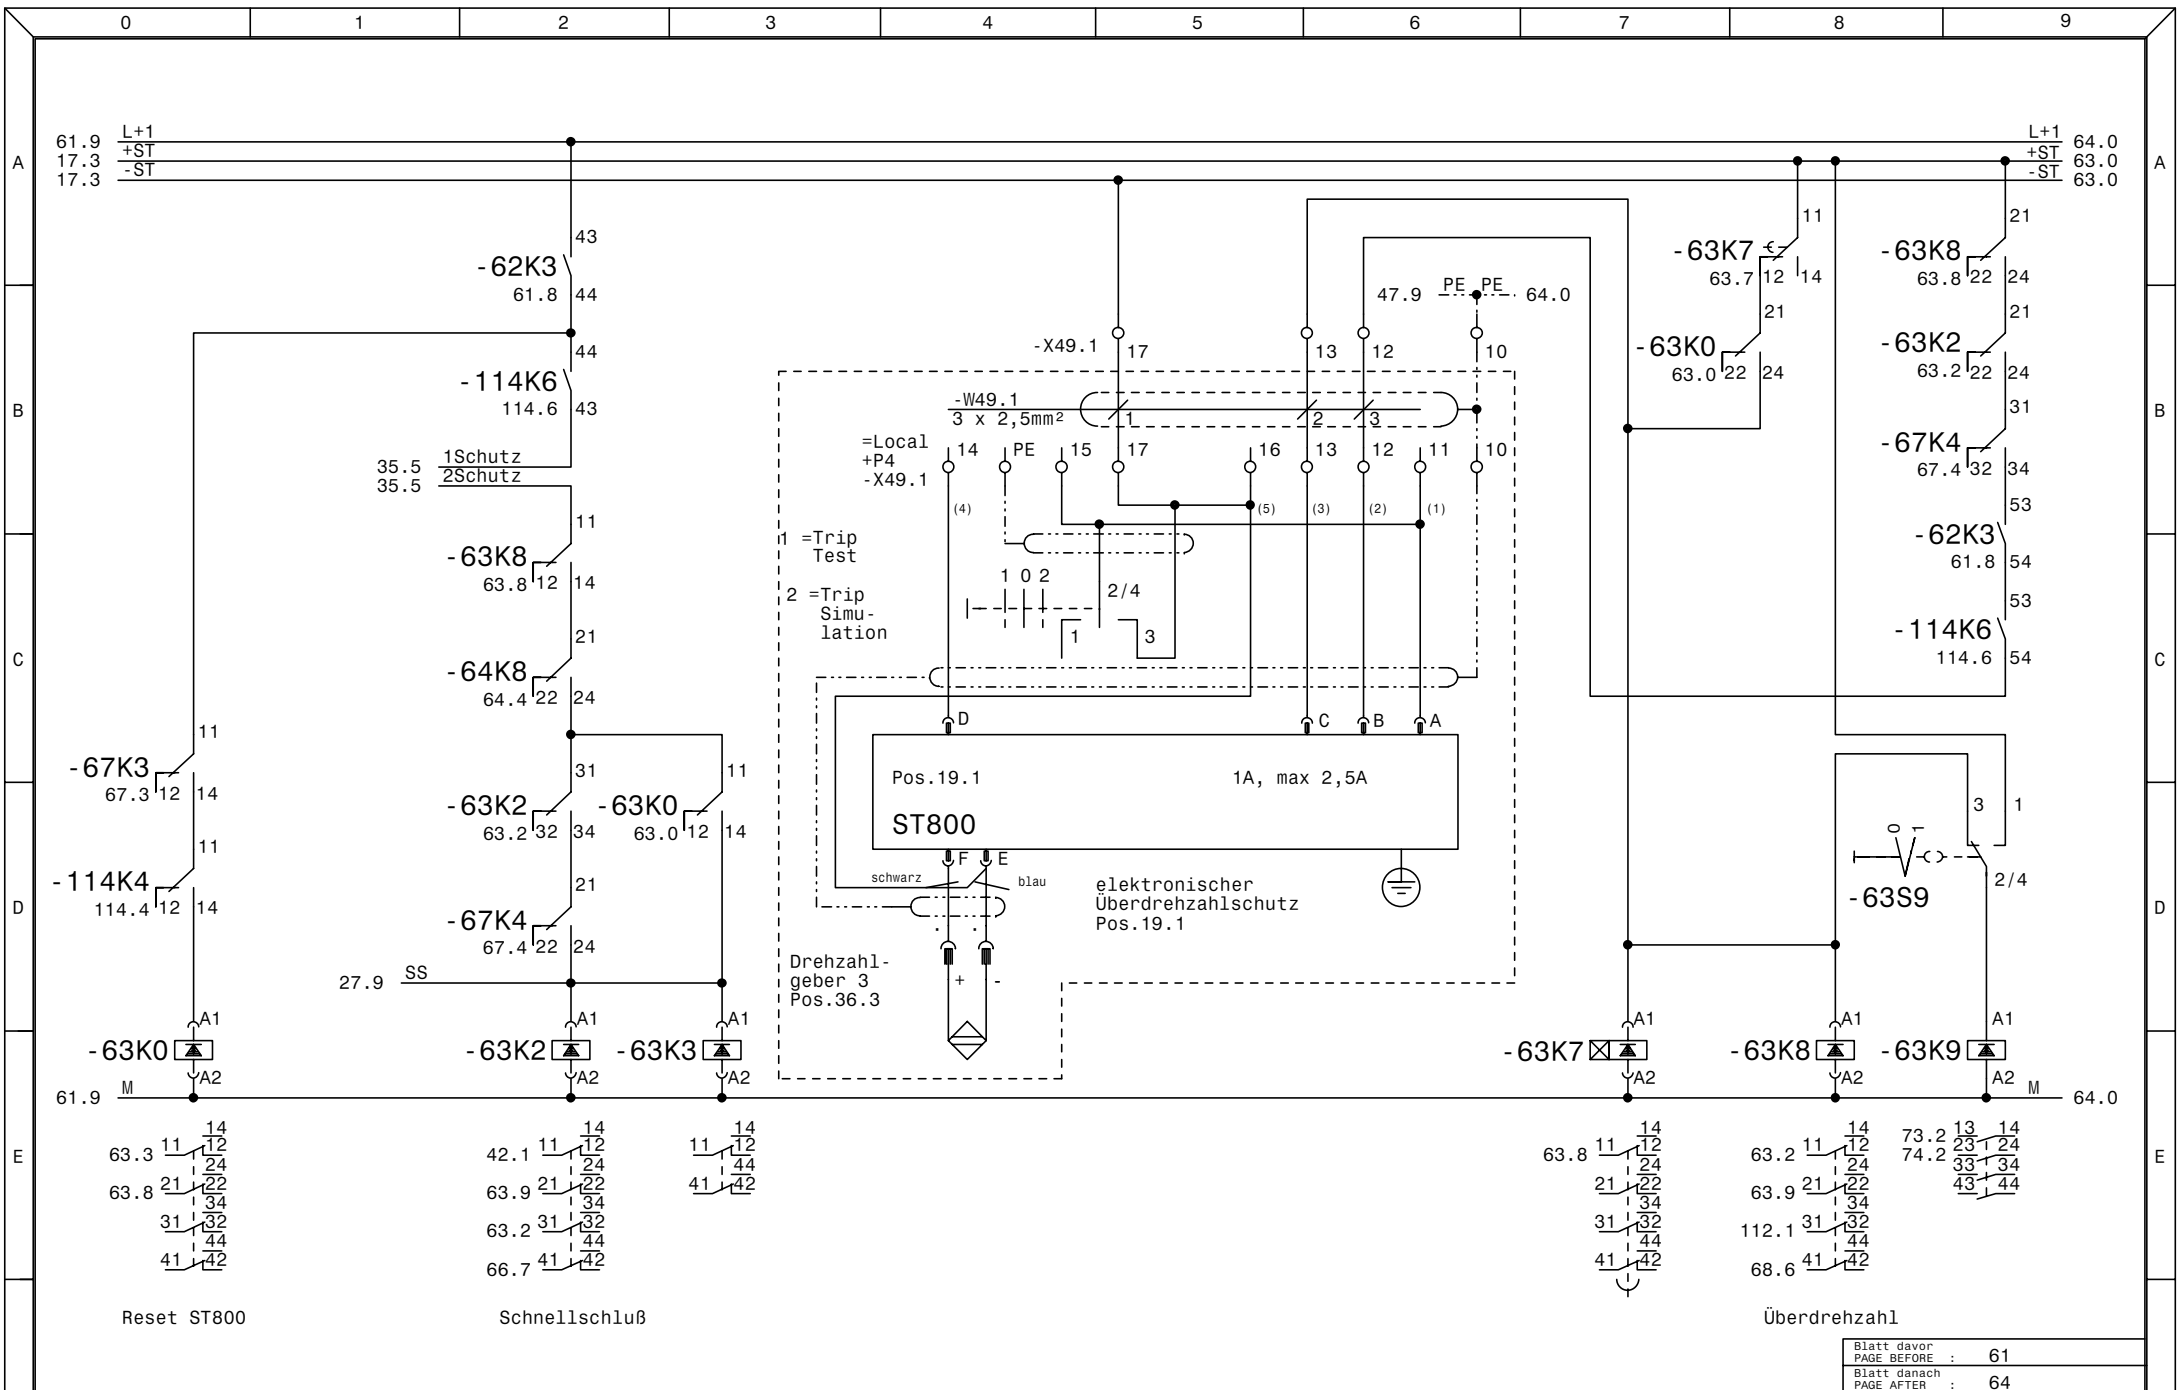 0 1 2 3 4 5 6 7 8 9
A A
B B
C C
D D
E E
61.9 L+1 L+1 64.0
17.3 +ST +ST 63.0
17.3 -ST -ST 63.0
43
-62K3
61.8 44
44
-114K6
114.6 43
35.5 1Schutz
35.5 2Schutz
11
-63K8
63.8 12 14
21
-64K8
64.4 22 24
11
-67K3
67.3 12 14
11
-114K4
114.4 12 14
31
-63K2
63.2 32 34
11
-63K0
63.0 12 14
21
-67K4
67.4 22 24
27.9 SS
47.9 PE PE 64.0
-X49.1 17 13 12 10
-W49.1
3 x 2,5mm²
1 2 3
=Local
+P4
-X49.1
14 PE 15 17 16 13 12 11 10
(4) (5) (3) (2) (1)
1 =Trip
Test
2 =Trip
Simu-
lation
1 0 2
2/4
1 3
D C B A
Pos.19.1 1A, max 2,5A
ST800
F E
schwarz blau
elektronischer
Überdrehzahlschutz
Pos.19.1
Drehzahl-
geber 3
Pos.36.3
+ -
11
-63K7
63.7 12 14
21
-63K0
63.0 22 24
21
-63K8
63.8 22 24
21
-63K2
63.2 22 24
31
-67K4
67.4 32 34
53
-62K3
61.8 54
53
-114K6
114.6 54
3 1
0 1
-63S9
2/4
A1 A1 A1 A1 A1 A1
-63K0 -63K2 -63K3 -63K7 -63K8 -63K9
A2 A2 A2 A2 A2 A2
61.9 M M 64.0
14
63.3 11 12
24
63.8 21 22
34
31 32
44
41 42
14
42.1 11 12
24
63.9 21 22
34
63.2 31 32
44
66.7 41 42
14
11 12
44
41 42
14
63.8 11 12
24
21 22
34
31 32
44
41 42
14
63.2 11 12
24
63.9 21 22
34
112.1 31 32
44
68.6 41 42
73.2 13 14
74.2 23 24
33 34
43 44
Reset ST800 Schnellschluß Überdrehzahl
Blatt davor
PAGE BEFORE : 61
Blatt danach
PAGE AFTER : 64